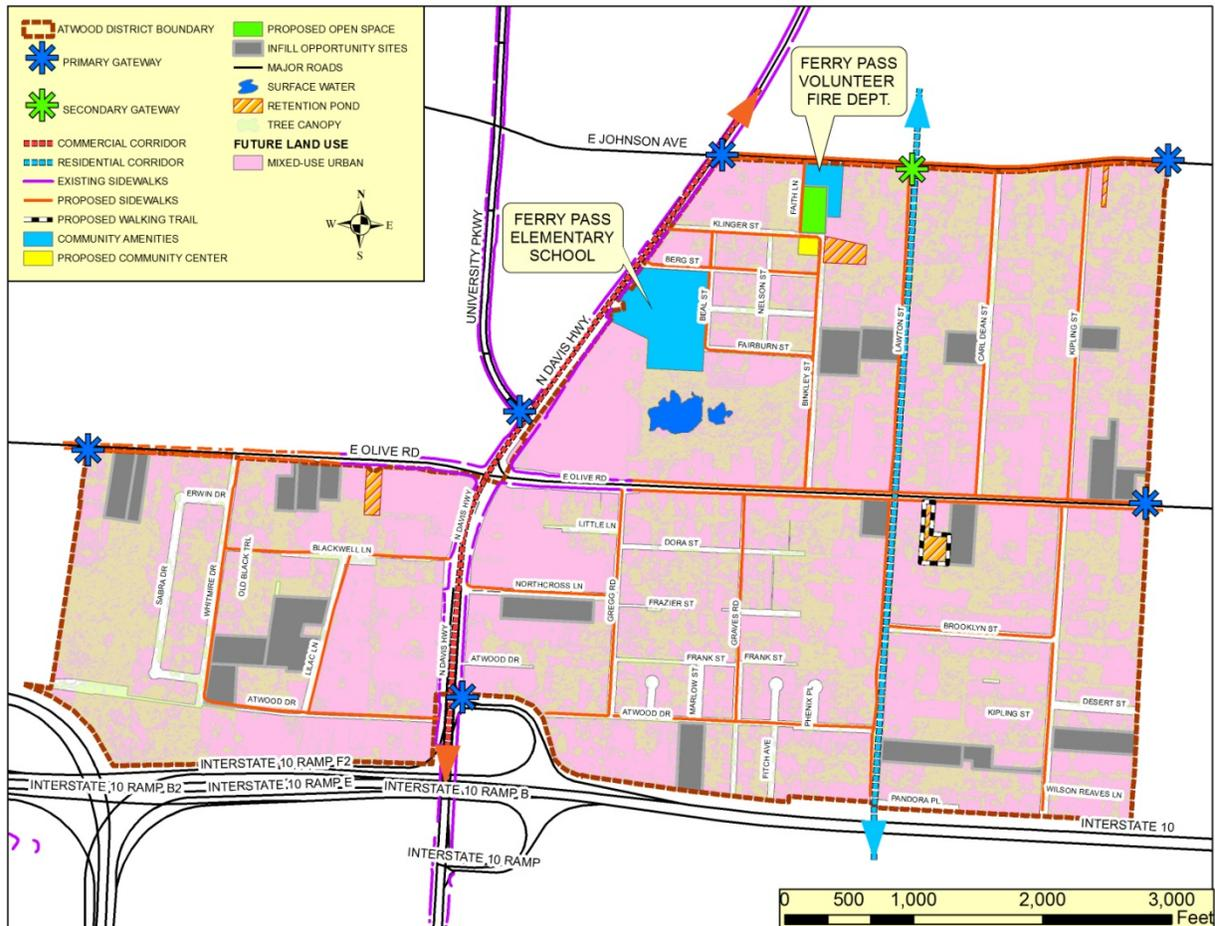 ATWOOD DISTRICT BOUNDARY
PRIMARY GATEWAY
SECONDARY GATEWAY
COMMERCIAL CORRIDOR
RESIDENTIAL CORRIDOR
EXISTING SIDEWALKS
PROPOSED SIDEWALKS
PROPOSED WALKING TRAIL
COMMUNITY AMENITIES
PROPOSED COMMUNITY CENTER
PROPOSED OPEN SPACE
INFILL OPPORTUNITY SITES
MAJOR ROADS
SURFACE WATER
RETENTION POND
TREE CANOPY
FUTURE LAND USE
MIXED-USE URBAN
N
W E
S
FERRY PASS
VOLUNTEER
FIRE DEPT.
E JOHNSON AVE
FERRY PASS
ELEMENTARY
SCHOOL
UNIVERSITY PKWY
N DAVIS HWY.
FAITH LN
KLINGER ST
BERG ST
BEAL ST
NELSON ST
FAIRBURN ST
BINKLEY ST
LAWTON ST
CARL DEAN ST
KIPLING ST
E OLIVE RD
E OLIVE RD
ERWIN DR
SABRA DR
WHITMIRE DR
OLD BLACK TRL
BLACKWELL LN
LILAC LN
ATWOOD DR
N DAVIS HWY
N DAVIS HWY
LITTLE LN
DORA ST
NORTHCROSS LN
GREGG RD
FRAZIER ST
GRAVES RD
ATWOOD DR
FRANK ST
FRANK ST
MARLOW ST
ATWOOD DR
FITCH AVE
PHENIX PL
BROOKLYN ST
KIPLING ST
DESERT ST
PANDORA PL
WILSON REAVES LN
INTERSTATE 10 RAMP F2
INTERSTATE 10 RAMP B2
INTERSTATE 10 RAMP E
INTERSTATE 10 RAMP B
INTERSTATE 10 RAMP
INTERSTATE 10
0 500 1,000 2,000 3,000
Feet